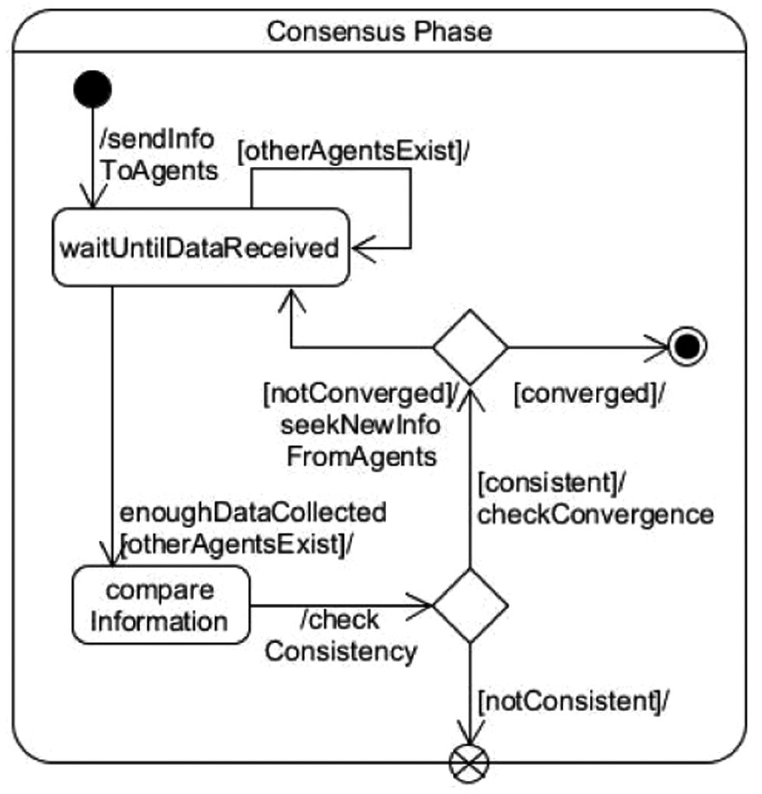 Consensus Phase
/sendInfo
ToAgents
[otherAgentsExist]/
waitUntilDataReceived
[notConverged]/
seekNewInfo
FromAgents
[converged]/
[consistent]/
checkConvergence
enoughDataCollected
[otherAgentsExist]/
compare
Information
/check
Consistency
[notConsistent]/